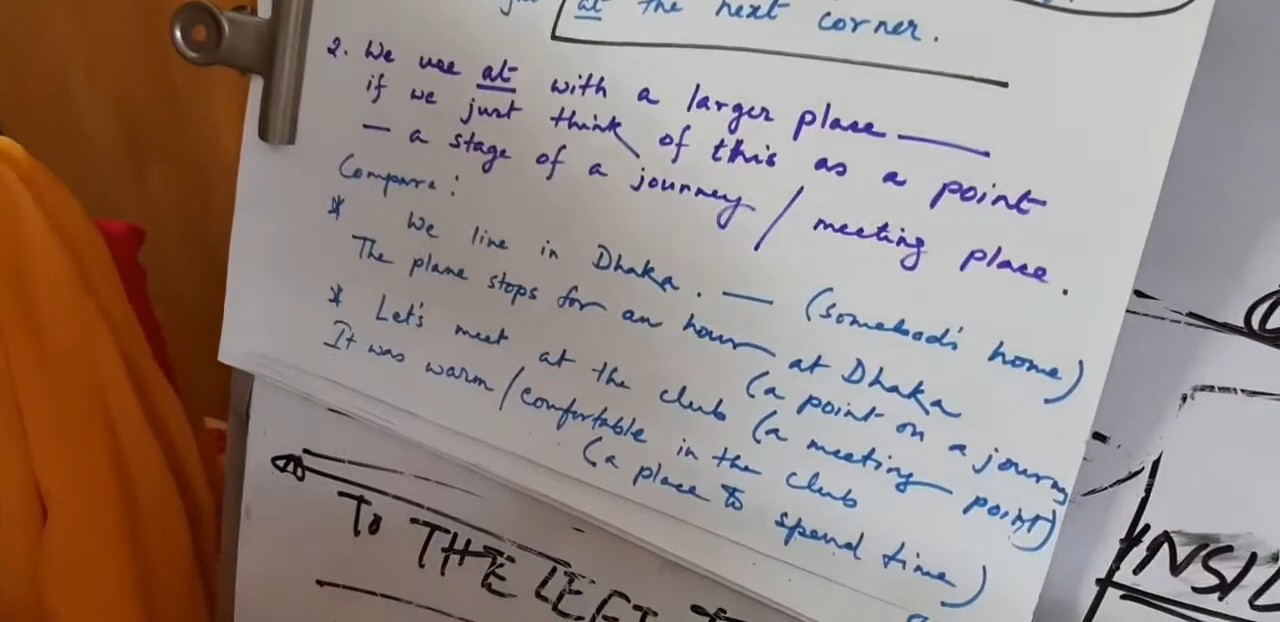 at the next corner.
2. We use at with a larger place
if we just think of this as a point
— a stage of a journey / meeting place.
Compare:
* We live in Dhaka. — (Somebod's home)
The plane stops for an hour at Dhaka
(a point on a journey
* Let's meet at the club (a meeting point)
It was warm / comfortable in the club
(a place to spend time)
TO THE LEFT
INSI